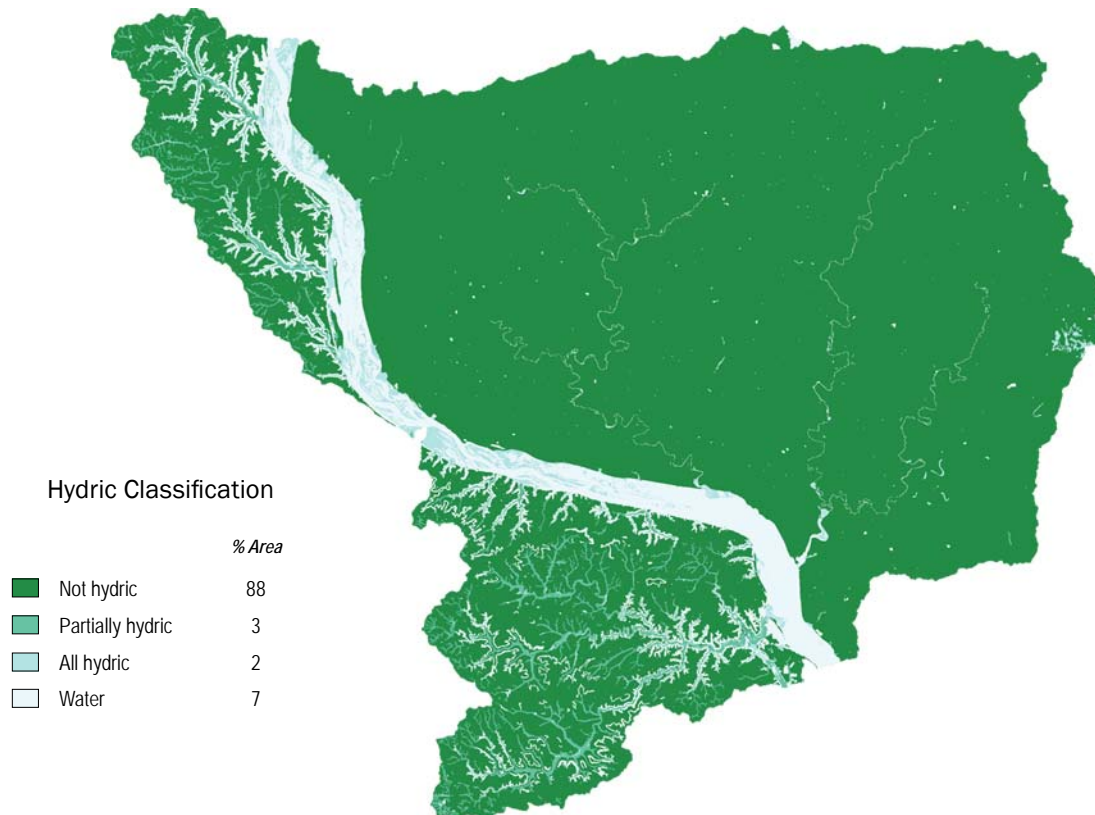 Hydric Classification
% Area
Not hydric 88
Partially hydric 3
All hydric 2
Water 7